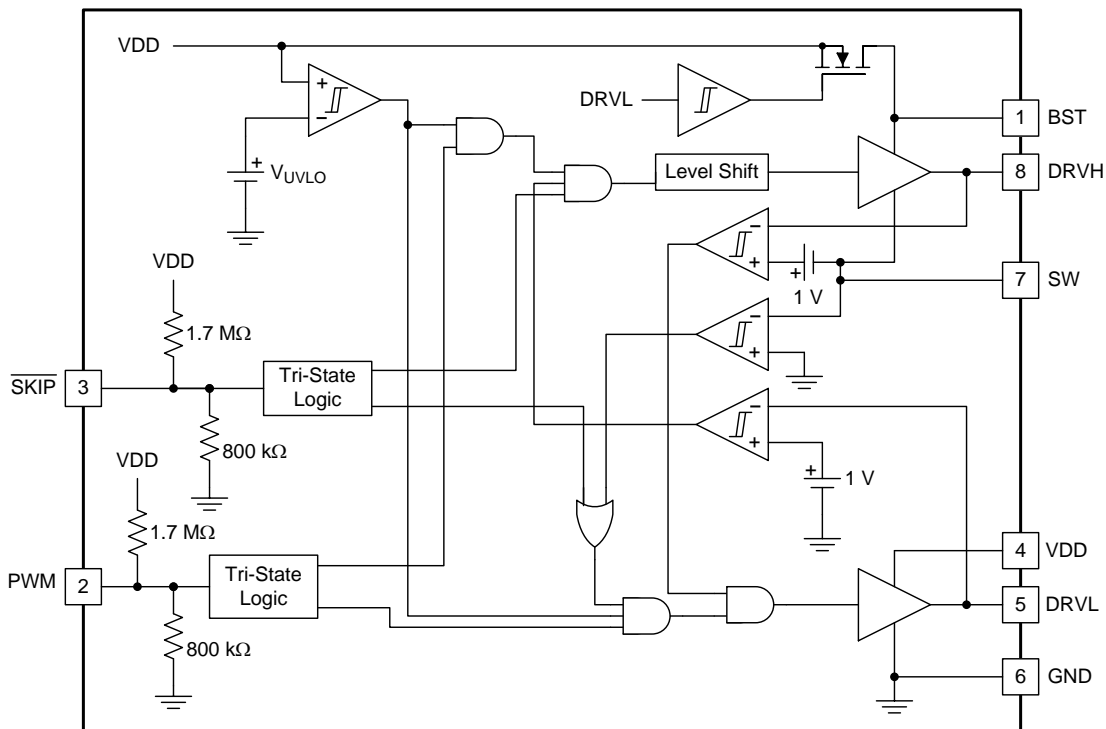 VDD
DRVL
+
−
+
VUVLO
Level Shift
1 BST
8 DRVH
−
+
+
1 V
7 SW
−
+
VDD
1.7 MΩ
SKIP 3
Tri-State
Logic
800 kΩ
−
+
+
1 V
VDD
1.7 MΩ
PWM 2
Tri-State
Logic
800 kΩ
4 VDD
5 DRVL
6 GND